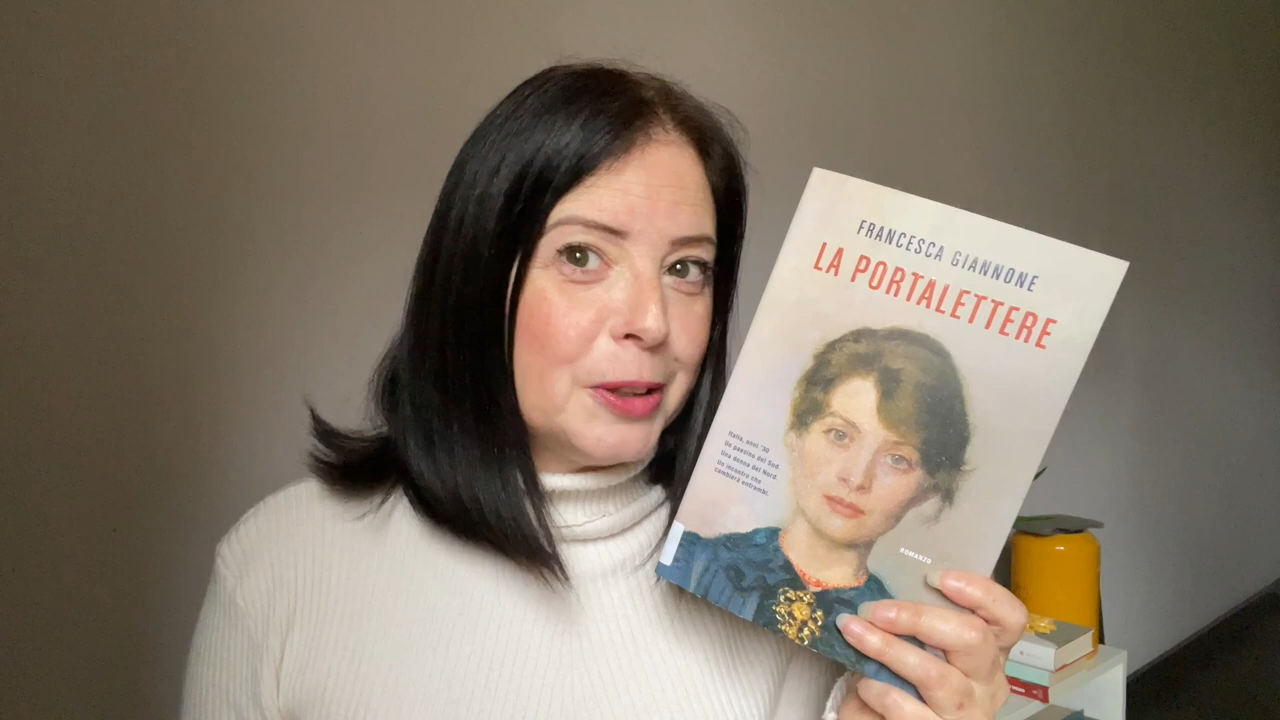 FRANCESCA GIANNONE
LA PORTALETTERE
Italia, anni '30
Un paesino del Sud.
Una donna del Nord.
Un incontro che
cambierà entrambi.
ROMANZO